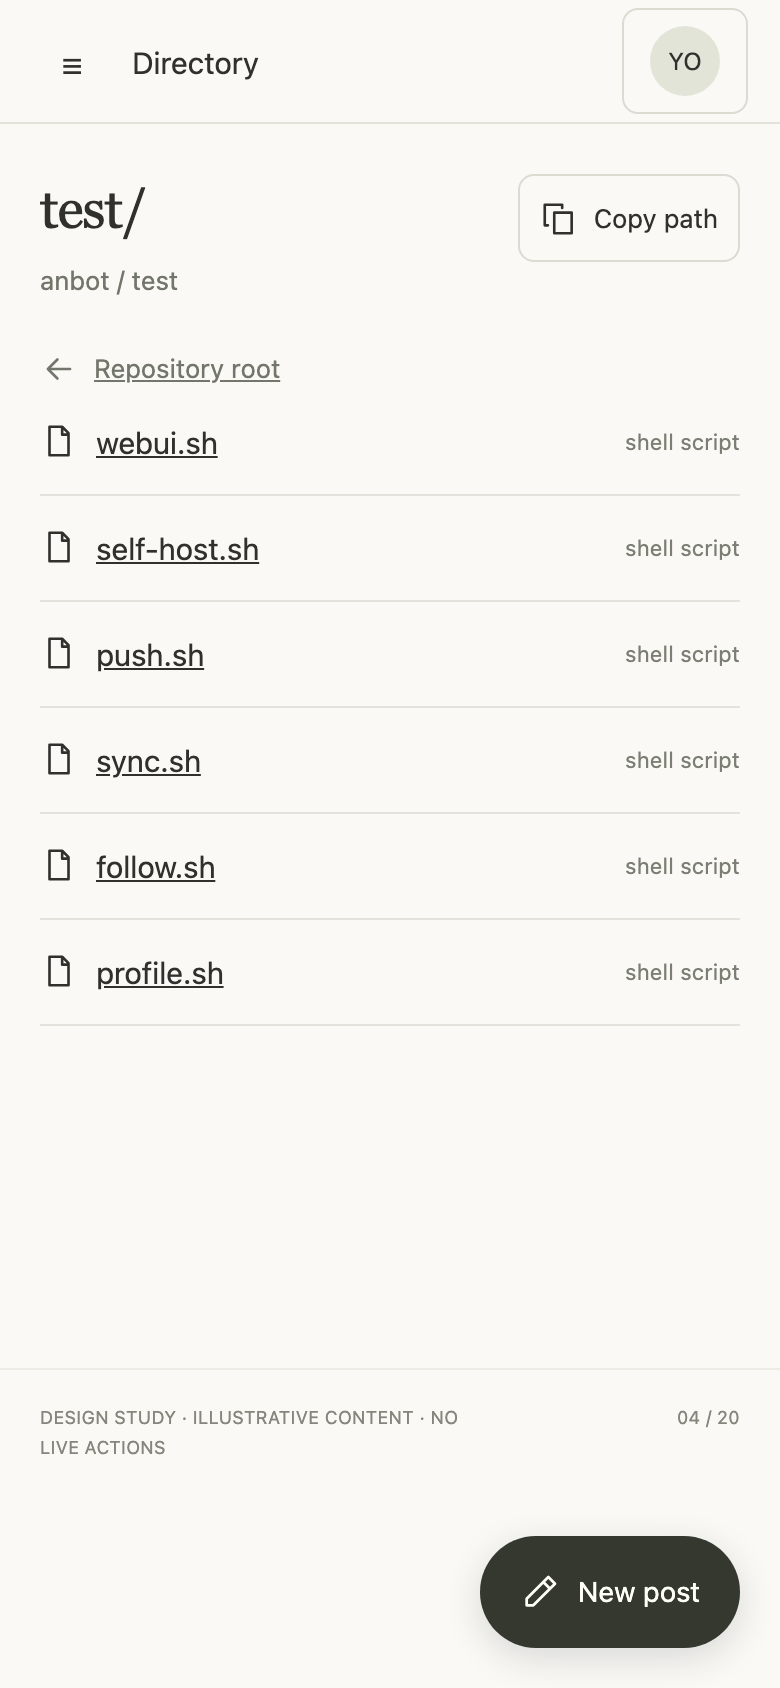 ≡ Directory YO
test/
Copy path
anbot / test
← Repository root
webui.sh shell script
self-host.sh shell script
push.sh shell script
sync.sh shell script
follow.sh shell script
profile.sh shell script
DESIGN STUDY · ILLUSTRATIVE CONTENT · NO
LIVE ACTIONS
04 / 20
New post